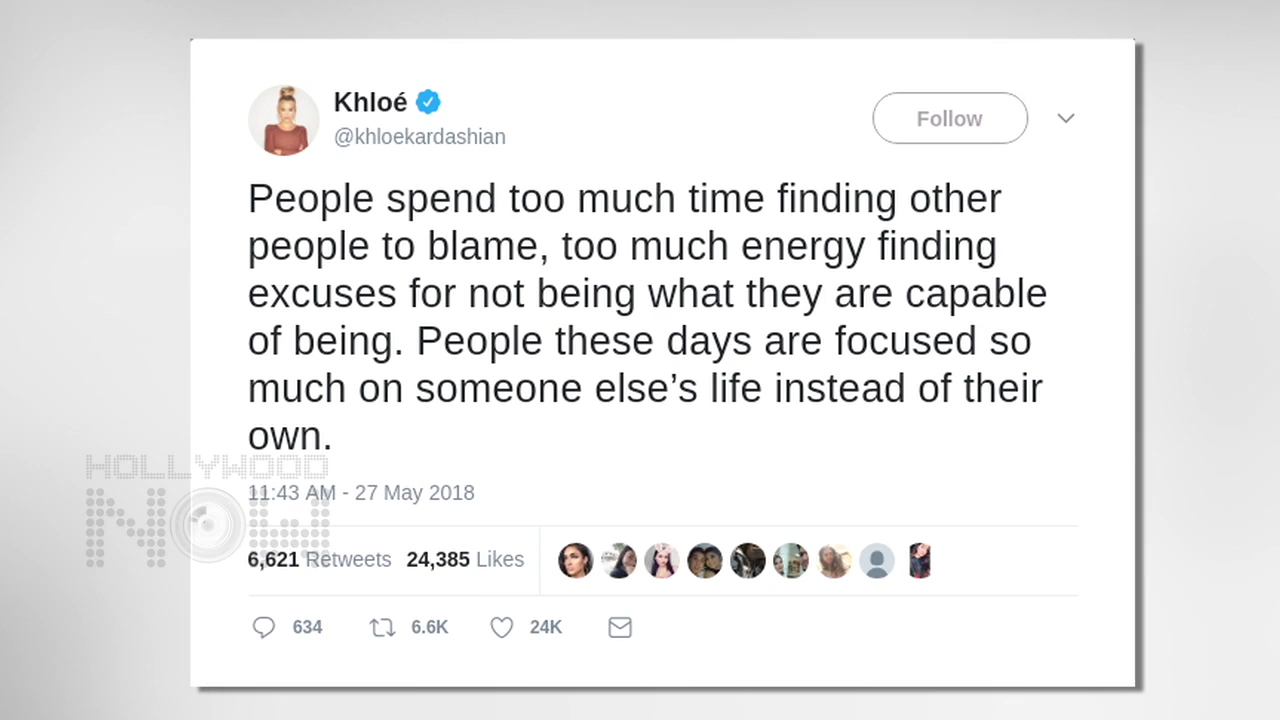 Khloé
@khloekardashian
Follow
People spend too much time finding other
people to blame, too much energy finding
excuses for not being what they are capable
of being. People these days are focused so
much on someone else’s life instead of their
own.
HOLLYWOOD
NOW
11:43 AM - 27 May 2018
6,621 Retweets 24,385 Likes
634 6.6K 24K